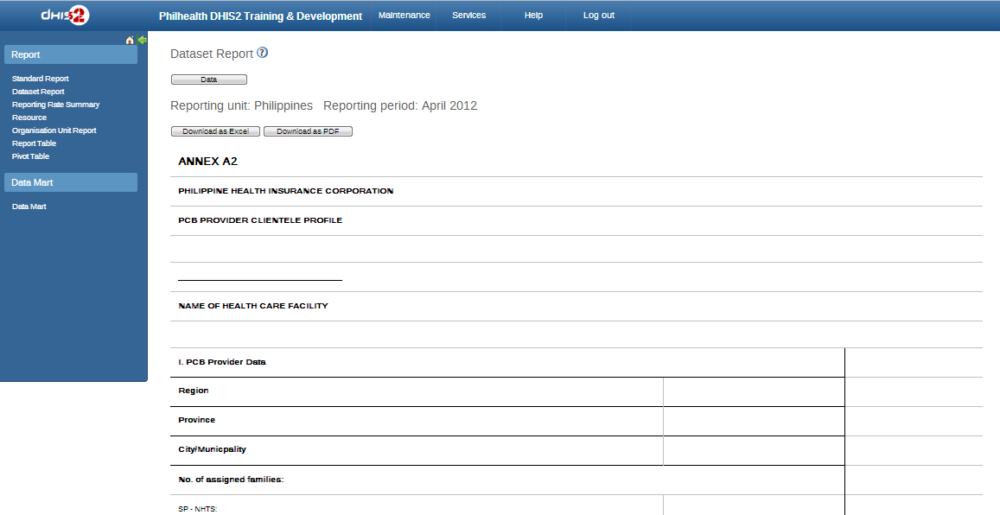 dHIS2 Philhealth DHIS2 Training & Development Maintenance Services Help Log out
Report
Standard Report
Dataset Report
Reporting Rate Summary
Resource
Organisation Unit Report
Report Table
Pivot Table
Data Mart
Data Mart
Dataset Report ?
Data
Reporting unit: Philippines Reporting period: April 2012
Download as Excel Download as PDF
ANNEX A2
PHILIPPINE HEALTH INSURANCE CORPORATION
PCB PROVIDER CLIENTELE PROFILE
NAME OF HEALTH CARE FACILITY
I. PCB Provider Data
Region
Province
City/Municpality
No. of assigned families:
SP - NHTS: